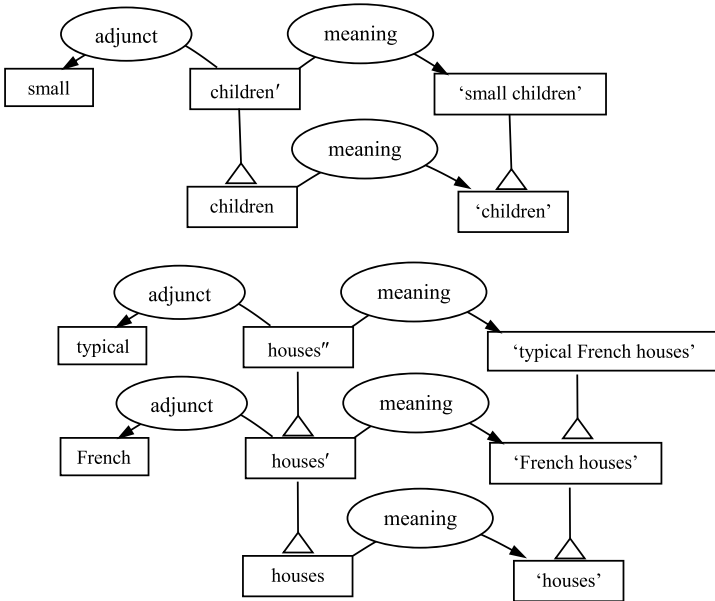 adjunct
meaning
small
children′
‘small children’
meaning
children
‘children’
adjunct
meaning
typical
houses″
‘typical French houses’
adjunct
meaning
French
houses′
‘French houses’
meaning
houses
‘houses’